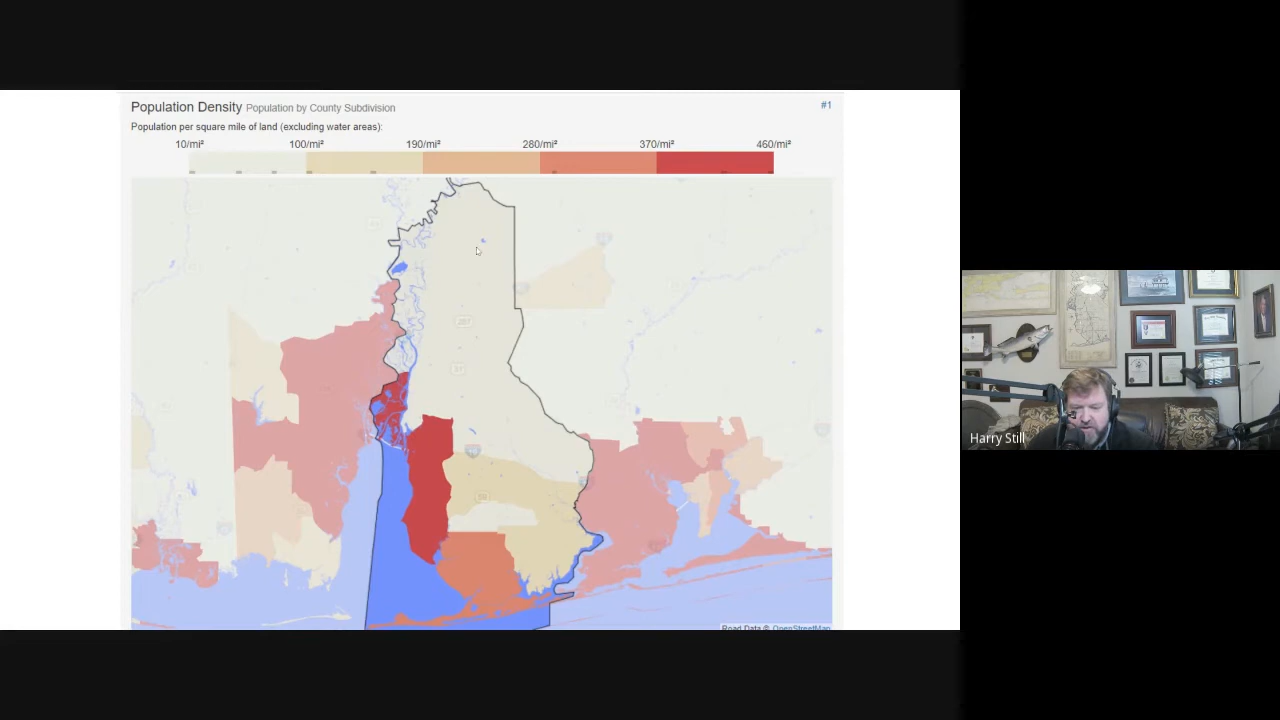 Population Density Population by County Subdivision
#1
Population per square mile of land (excluding water areas):
10/mi² 100/mi² 190/mi² 280/mi² 370/mi² 460/mi²
Road Data © OpenStreetMap
Harry Still